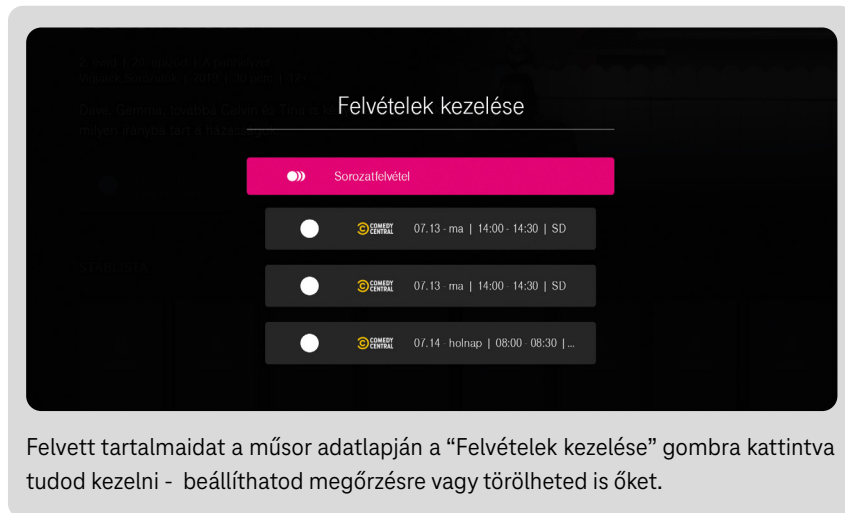 Felvételek kezelése
Sorozatfelvétel
COMEDY CENTRAL 07.13 - ma | 14:00 - 14:30 | SD
COMEDY CENTRAL 07.13 - ma | 14:00 - 14:30 | SD
COMEDY CENTRAL 07.14 - holnap | 08:00 - 08:30 | ...
Felvett tartalmaidat a műsor adatlapján a “Felvételek kezelése” gombra kattintva
tudod kezelni - beállíthatod megőrzésre vagy törölheted is őket.